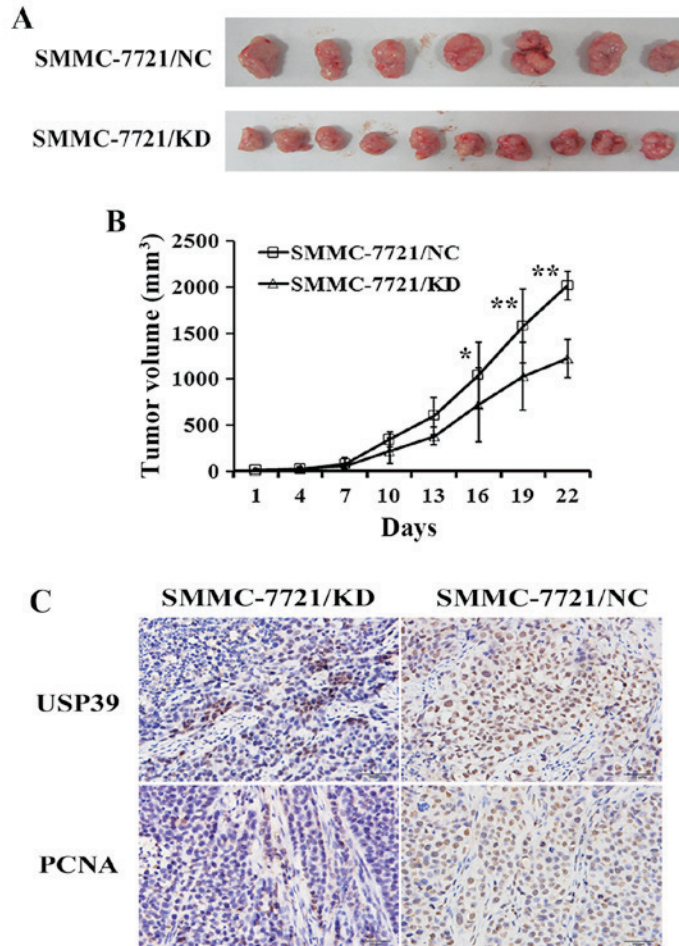 A
SMMC-7721/NC
SMMC-7721/KD
B
Tumor volume (mm³)
2500
2000
1500
1000
500
0
SMMC-7721/NC
SMMC-7721/KD
*
**
**
1 4 7 10 13 16 19 22
Days
C
SMMC-7721/KD SMMC-7721/NC
USP39
PCNA